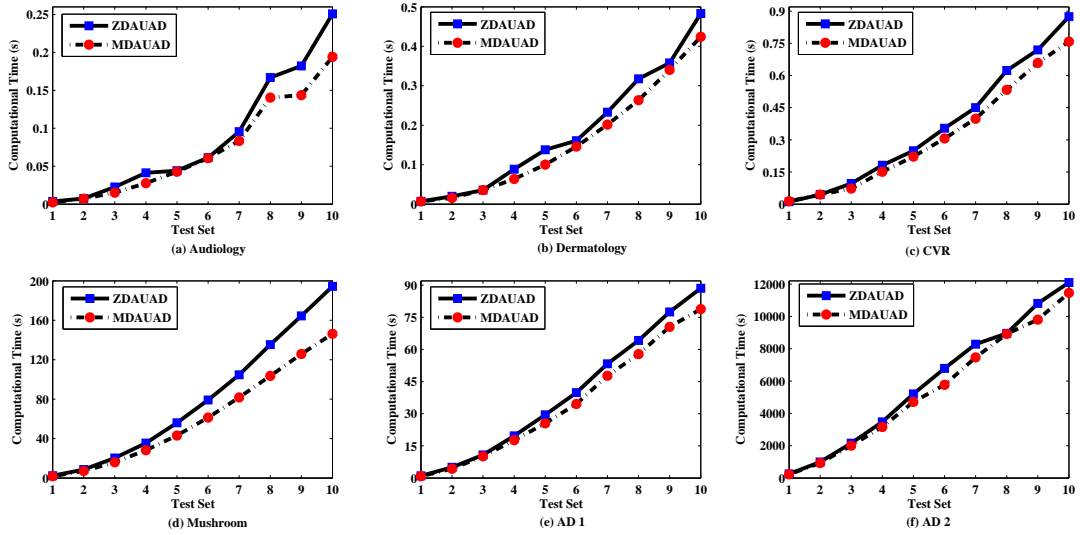 Computational Time (s)
0.25
0.2
0.15
0.1
0.05
0
ZDAUAD
MDAUAD
1 2 3 4 5 6 7 8 9 10
Test Set
(a) Audiology
Computational Time (s)
0.5
0.4
0.3
0.2
0.1
0
ZDAUAD
MDAUAD
1 2 3 4 5 6 7 8 9 10
Test Set
(b) Dermatology
Computational Time (s)
0.9
0.75
0.6
0.45
0.3
0.15
0
ZDAUAD
MDAUAD
1 2 3 4 5 6 7 8 9 10
Test Set
(c) CVR
Computational Time (s)
200
160
120
80
40
0
ZDAUAD
MDAUAD
1 2 3 4 5 6 7 8 9 10
Test Set
(d) Mushroom
Computational Time (s)
90
75
60
45
30
15
0
ZDAUAD
MDAUAD
1 2 3 4 5 6 7 8 9 10
Test Set
(e) AD 1
Computational Time (s)
12000
10000
8000
6000
4000
2000
0
ZDAUAD
MDAUAD
1 2 3 4 5 6 7 8 9 10
Test Set
(f) AD 2